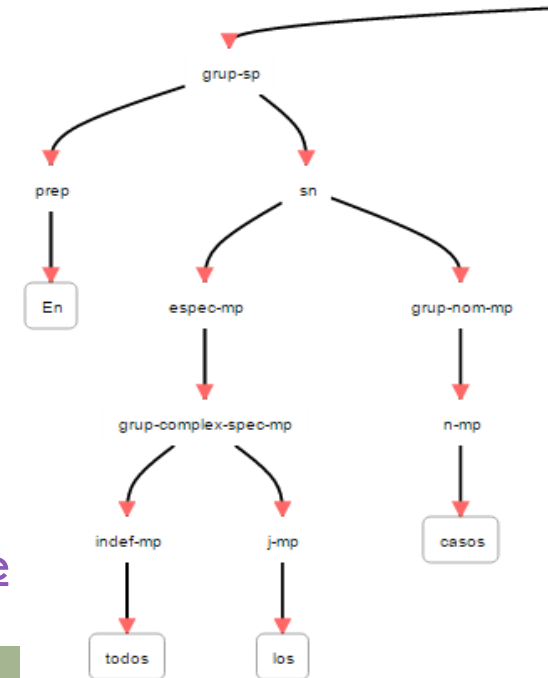 grup-sp
prep sn
En espec-mp grup-nom-mp
grup-complex-spec-mp n-mp
indef-mp j-mp casos
e
todos los